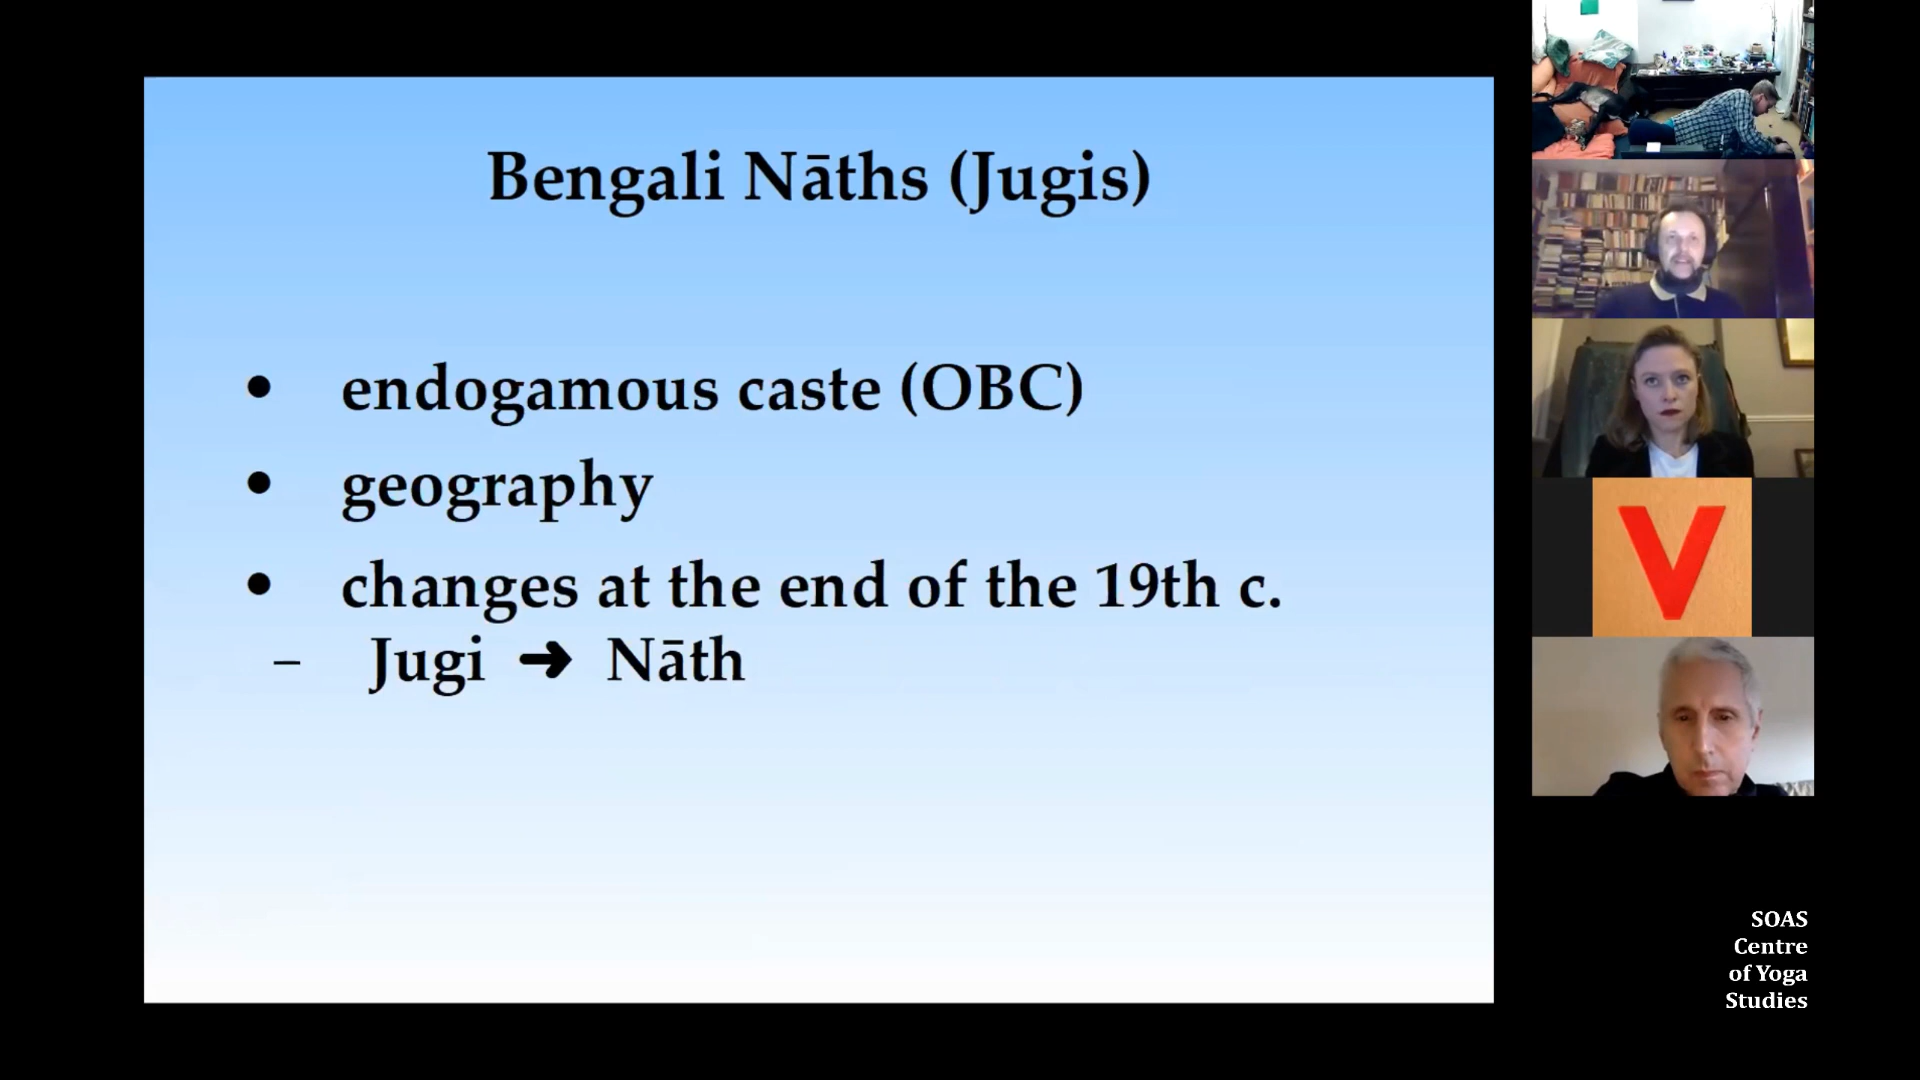 Bengali Nāths (Jugis)
• endogamous caste (OBC)
• geography
• changes at the end of the 19th c.
– Jugi ➜ Nāth
V
SOAS
Centre
of Yoga
Studies